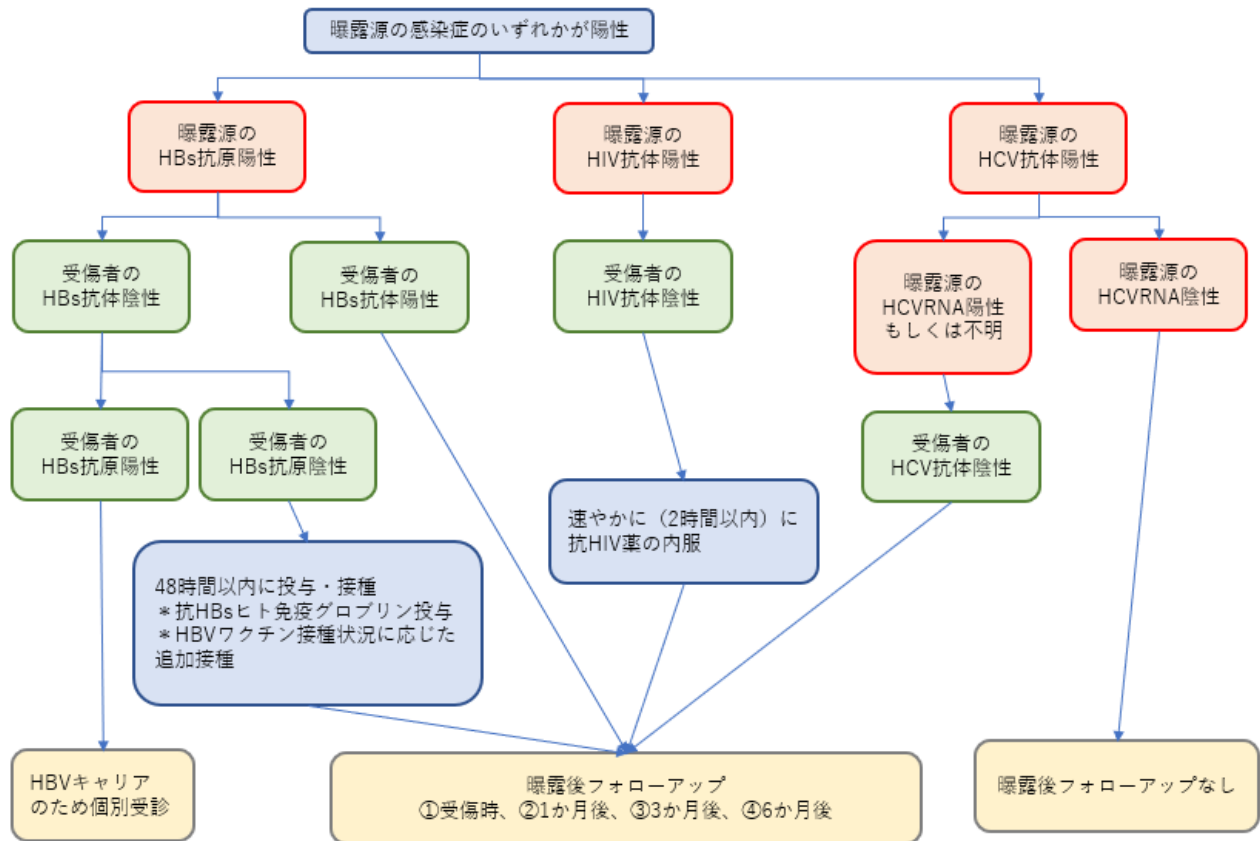 曝露源の感染症のいずれかが陽性
曝露源の
HBs抗原陽性
曝露源の
HIV抗体陽性
曝露源の
HCV抗体陽性
受傷者の
HBs抗体陰性
受傷者の
HBs抗体陽性
受傷者の
HIV抗体陰性
曝露源の
HCVRNA陽性
もしくは不明
曝露源の
HCVRNA陰性
受傷者の
HBs抗原陽性
受傷者の
HBs抗原陰性
受傷者の
HCV抗体陰性
速やかに（2時間以内）に
抗HIV薬の内服
48時間以内に投与・接種
＊抗HBsヒト免疫グロブリン投与
＊HBVワクチン接種状況に応じた
追加接種
HBVキャリア
のため個別受診
曝露後フォローアップ
①受傷時、②1か月後、③3か月後、④6か月後
曝露後フォローアップなし